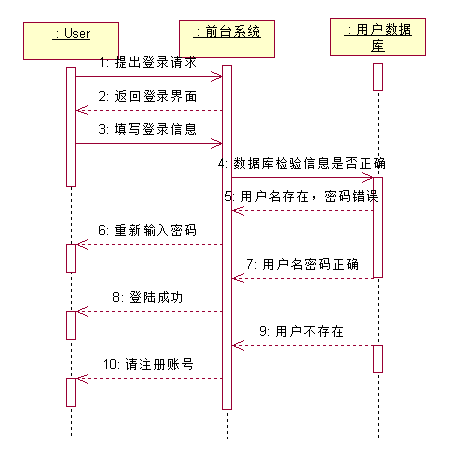 : User
: 前台系统
: 用户数据
库
1: 提出登录请求
2: 返回登录界面
3: 填写登录信息
4: 数据库检验信息是否正确
5: 用户名存在，密码错误
6: 重新输入密码
7: 用户名密码正确
8: 登陆成功
9: 用户不存在
10: 请注册账号